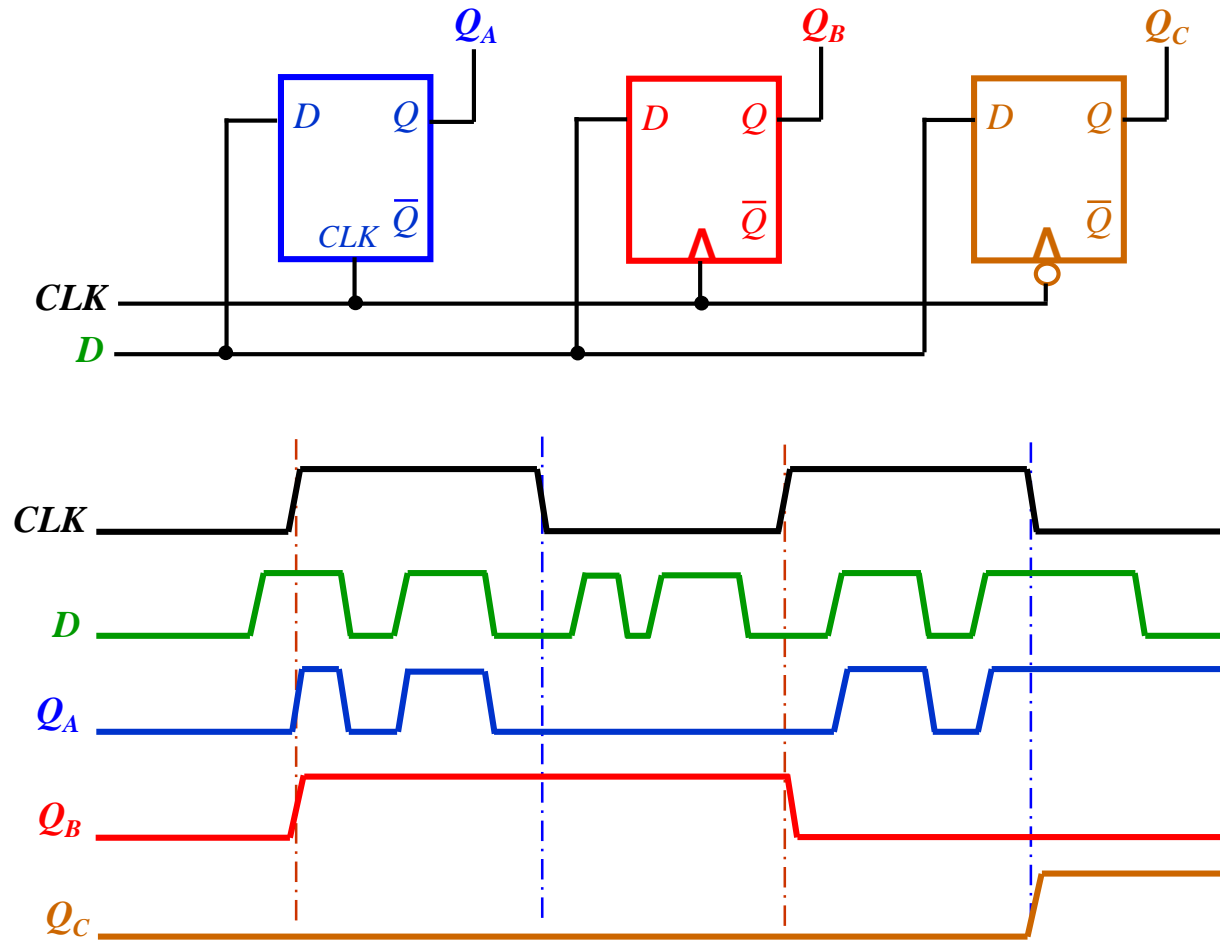 Q_A Q_B Q_C
D Q D Q D Q
Q̅ Q̅ Q̅
CLK
CLK
D
CLK
D
Q_A
Q_B
Q_C